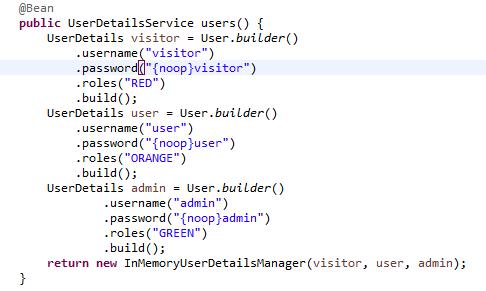 @Bean
public UserDetailsService users() {
    UserDetails visitor = User.builder()
        .username("visitor")
        .password("{noop}visitor")
        .roles("RED")
        .build();
    UserDetails user = User.builder()
        .username("user")
        .password("{noop}user")
        .roles("ORANGE")
        .build();
    UserDetails admin = User.builder()
            .username("admin")
            .password("{noop}admin")
            .roles("GREEN")
            .build();
    return new InMemoryUserDetailsManager(visitor, user, admin);
}